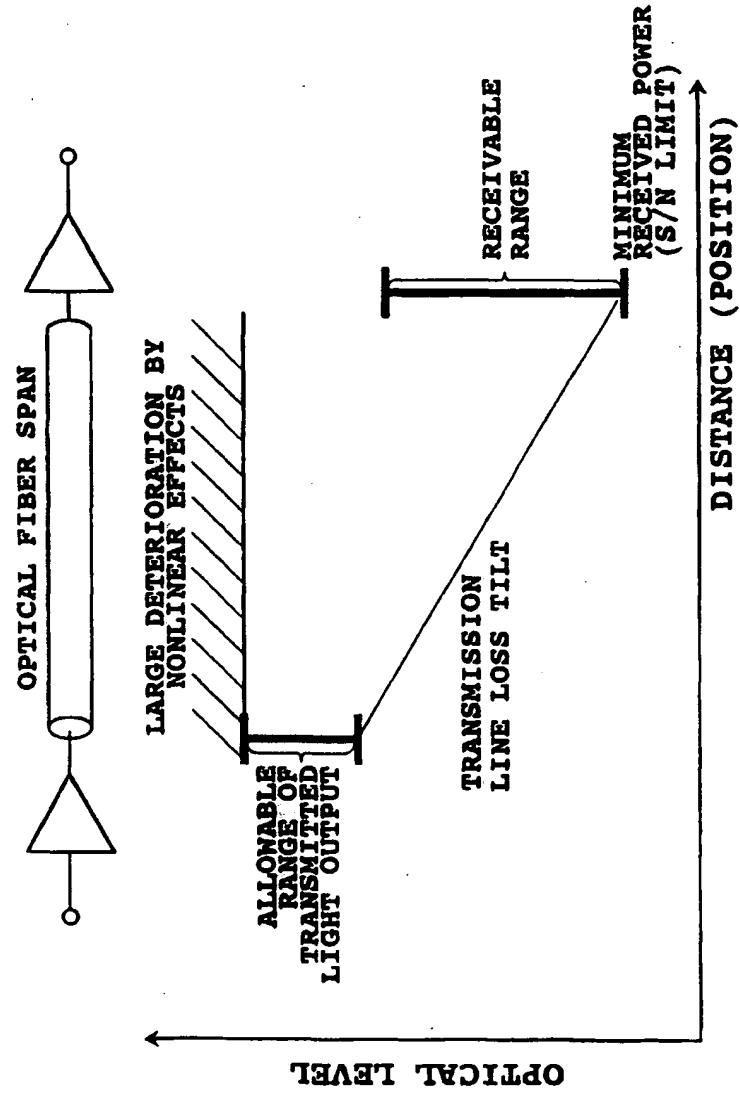 OPTICAL FIBER SPAN
LARGE DETERIORATION BY
NONLINEAR EFFECTS
ALLOWABLE
RANGE OF
TRANSMITTED
LIGHT OUTPUT
RECEIVABLE
RANGE
TRANSMISSION
LINE LOSS TILT
MINIMUM
RECEIVED POWER
(S/N LIMIT)
OPTICAL LEVEL
DISTANCE (POSITION)